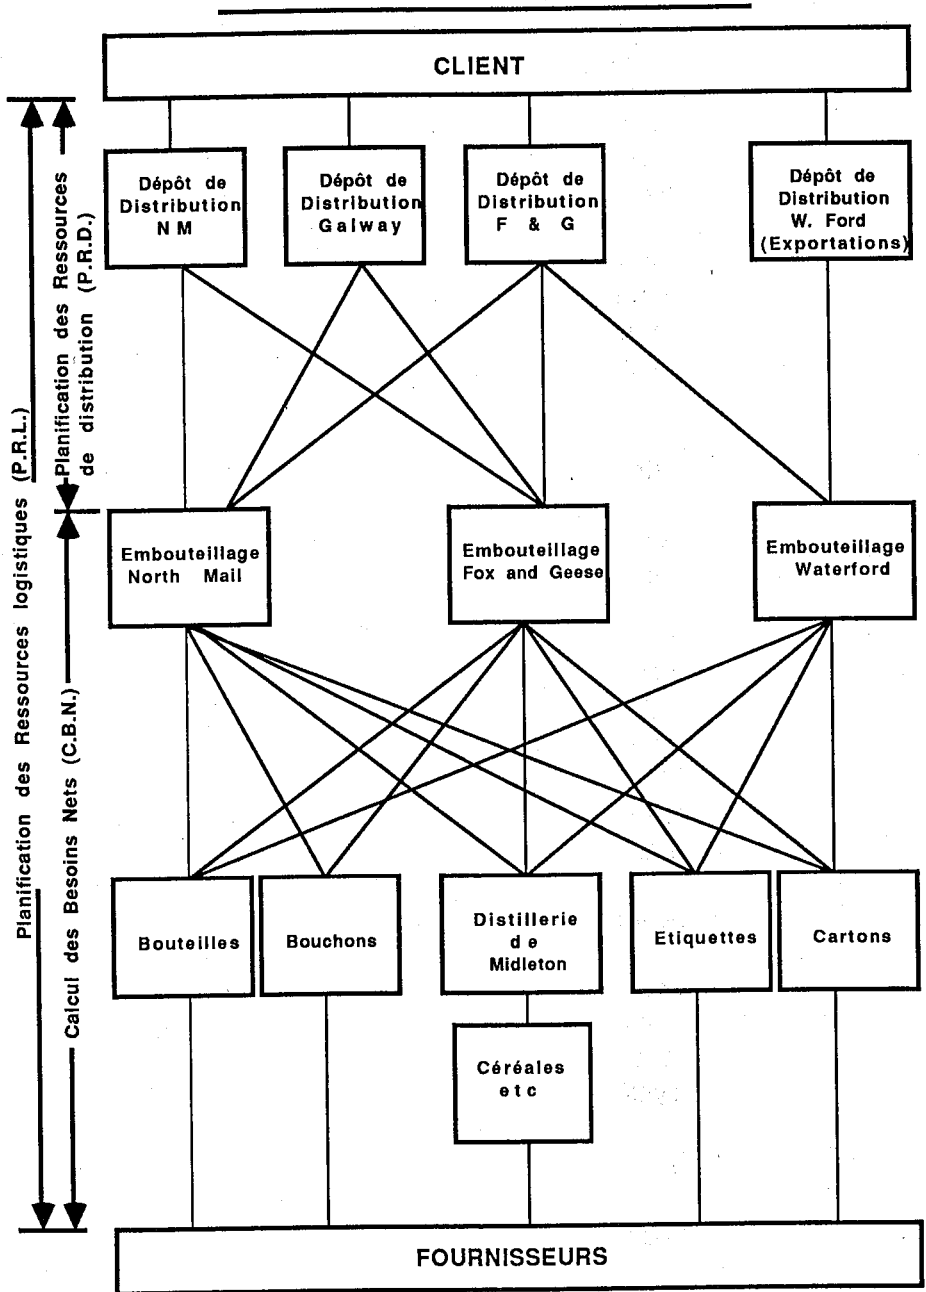 CLIENT
Dépôt de
Distribution
N M
Dépôt de
Distribution
Galway
Dépôt de
Distribution
F & G
Dépôt de
Distribution
W. Ford
(Exportations)
Planification des Ressources logistiques (P.R.L.)
Planification des Ressources
de distribution (P.R.D.)
Calcul des Besoins Nets (C.B.N.)
Embouteillage
North Mail
Embouteillage
Fox and Geese
Embouteillage
Waterford
Bouteilles
Bouchons
Distillerie
de
Midleton
Etiquettes
Cartons
Céréales
etc
FOURNISSEURS